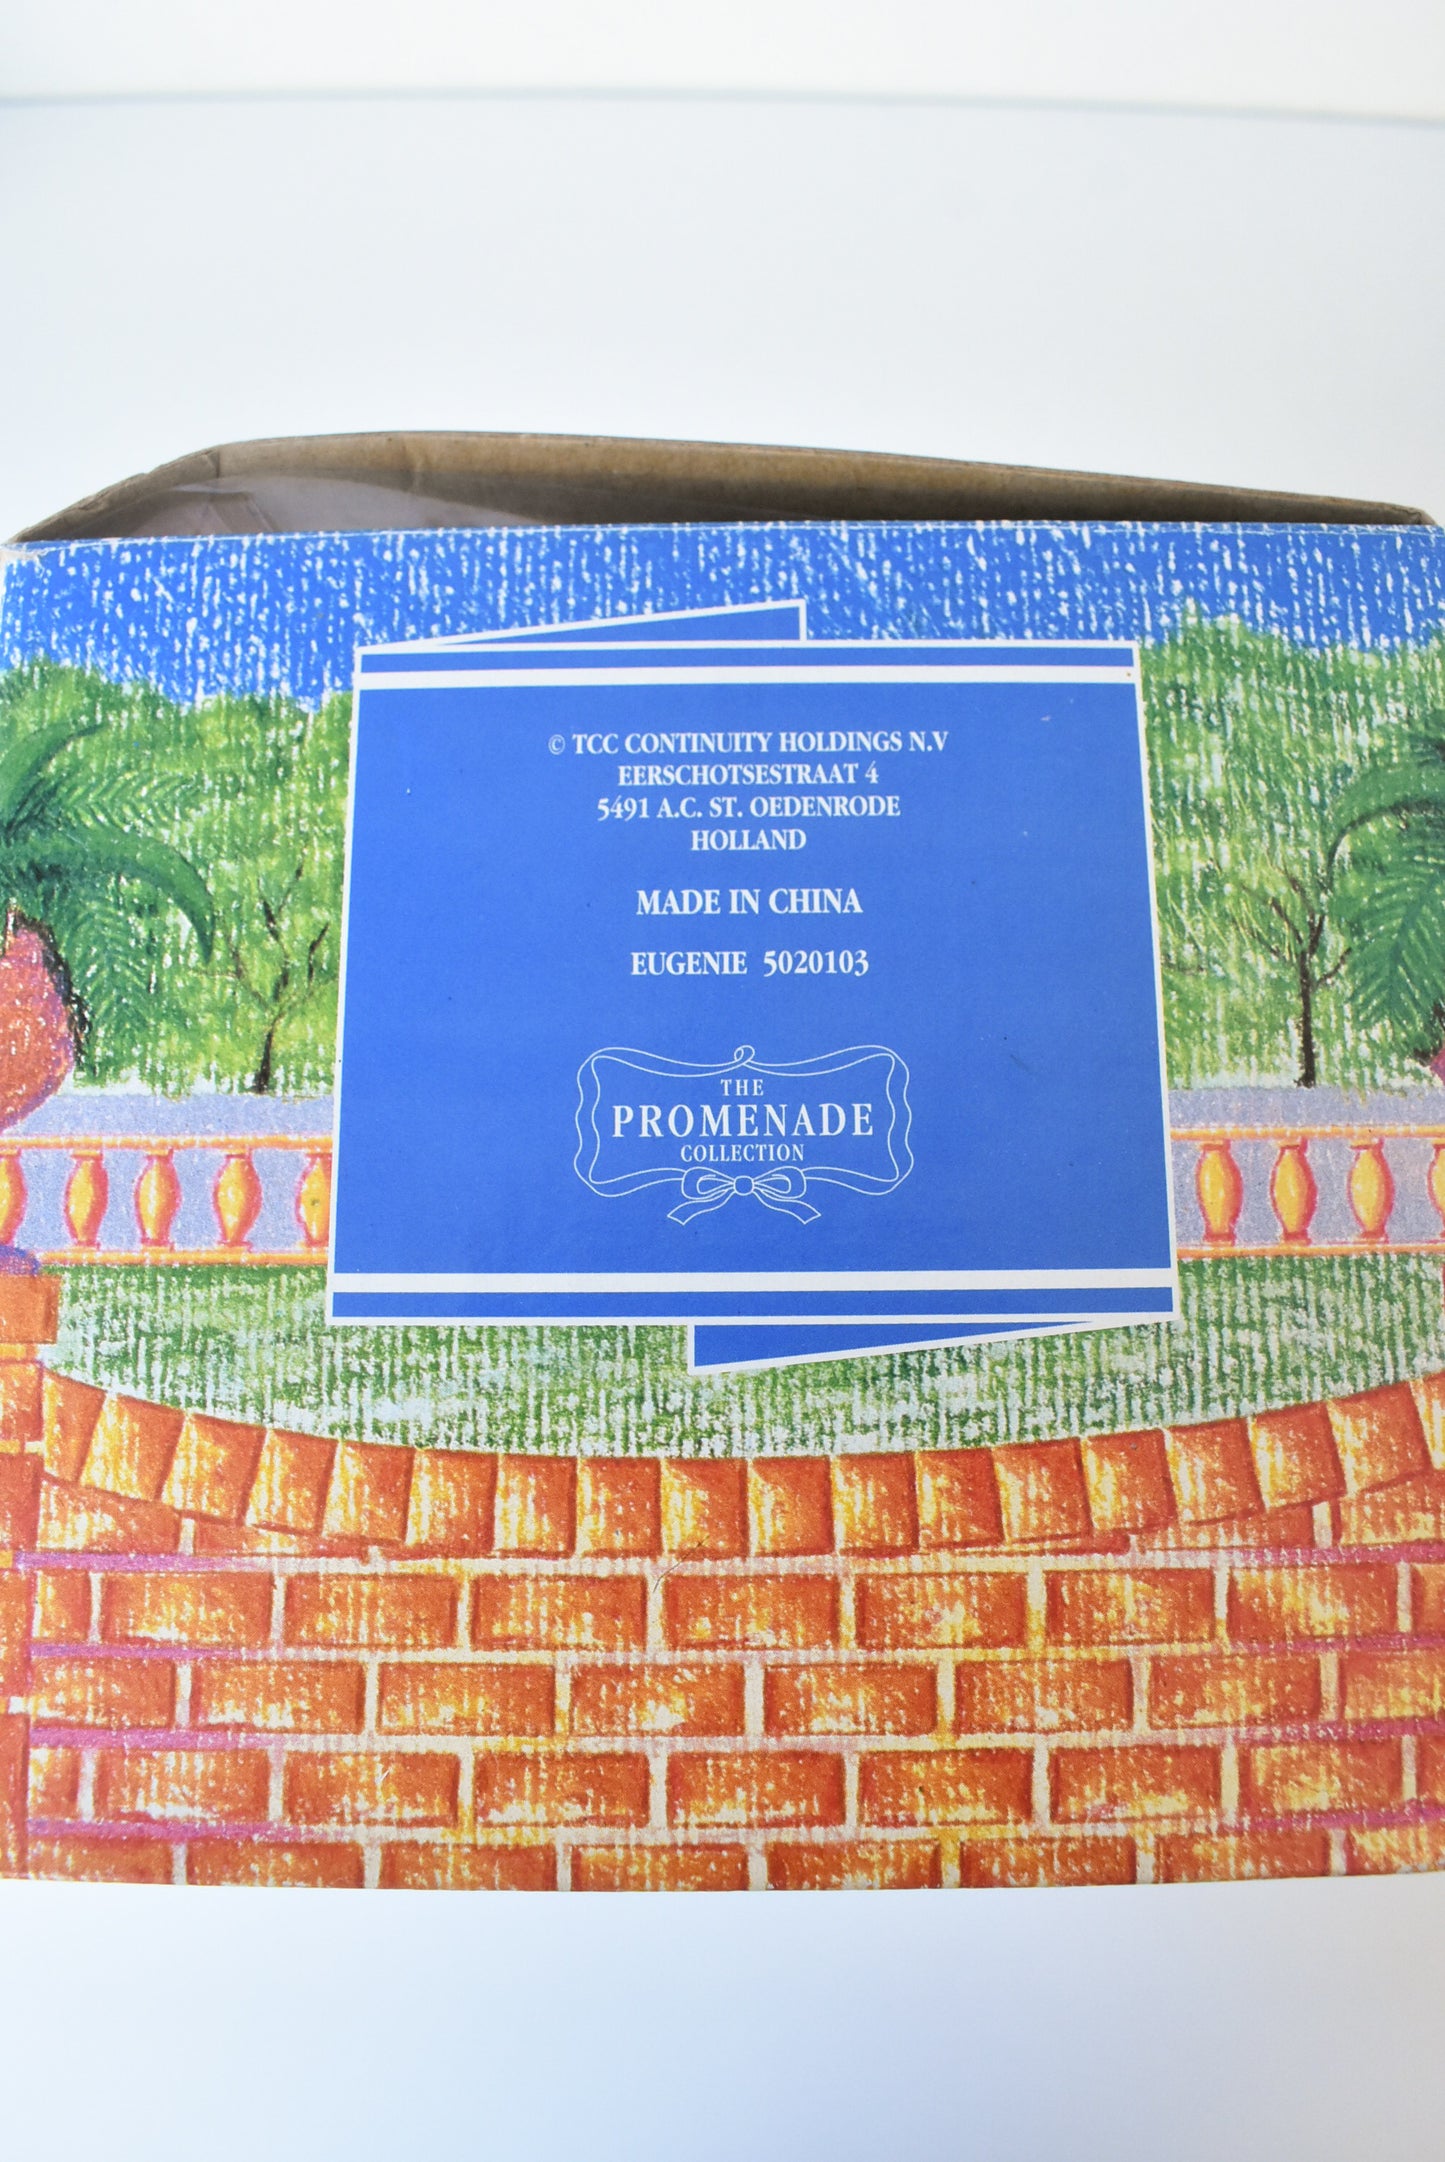 © TCC CONTINUITY HOLDINGS N.V
EERSCHOTSESTRAAT 4
5491 A.C. ST. OEDENRODE
HOLLAND
MADE IN CHINA
EUGENIE 5020103
THE
PROMENADE
COLLECTION